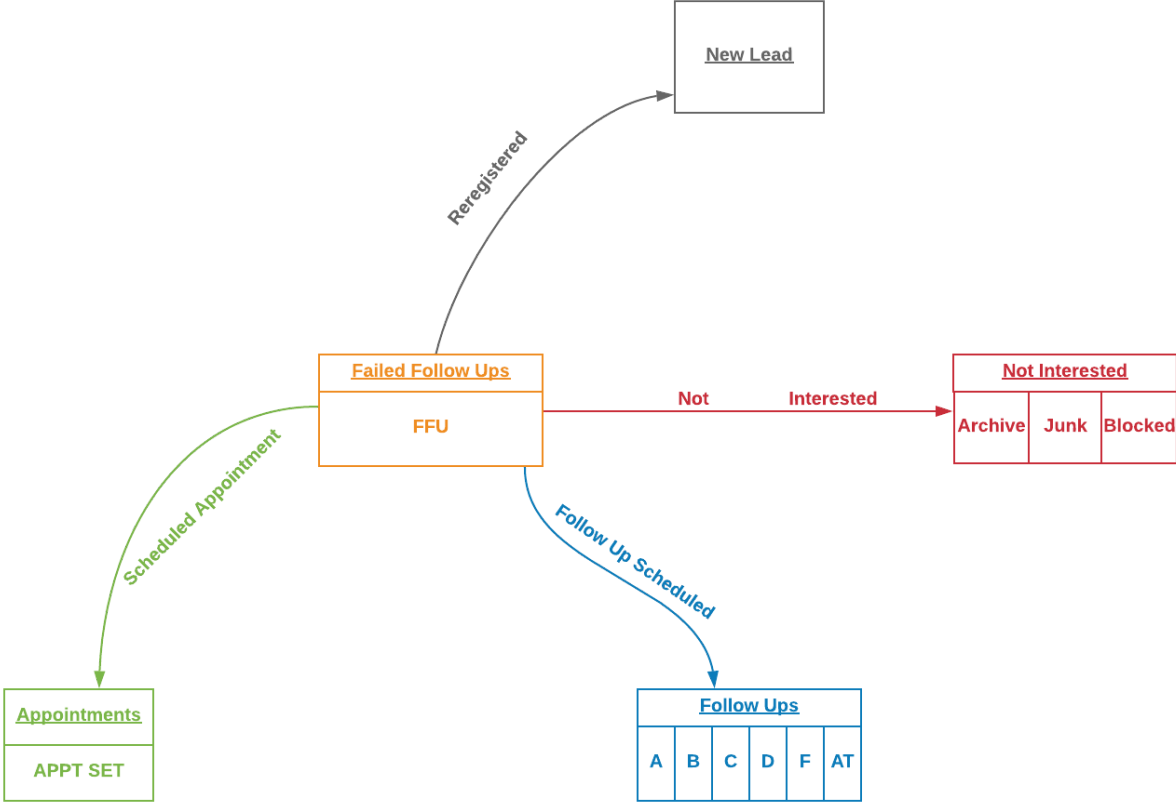 New Lead
Reregistered
Failed Follow Ups
FFU
Not Interested
Not Interested
Archive Junk Blocked
Scheduled Appointment
Follow Up Scheduled
Appointments
APPT SET
Follow Ups
A B C D F AT